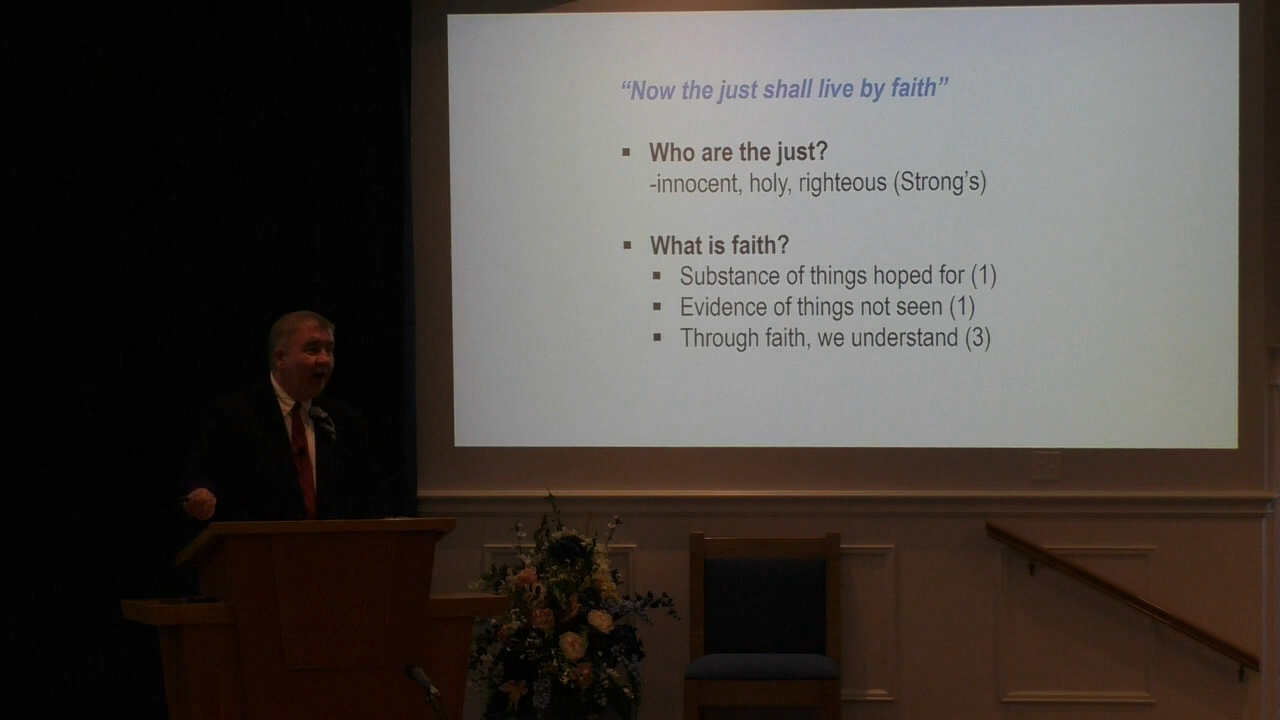 “Now the just shall live by faith”
▪ Who are the just?
-innocent, holy, righteous (Strong’s)
▪ What is faith?
▪ Substance of things hoped for (1)
▪ Evidence of things not seen (1)
▪ Through faith, we understand (3)